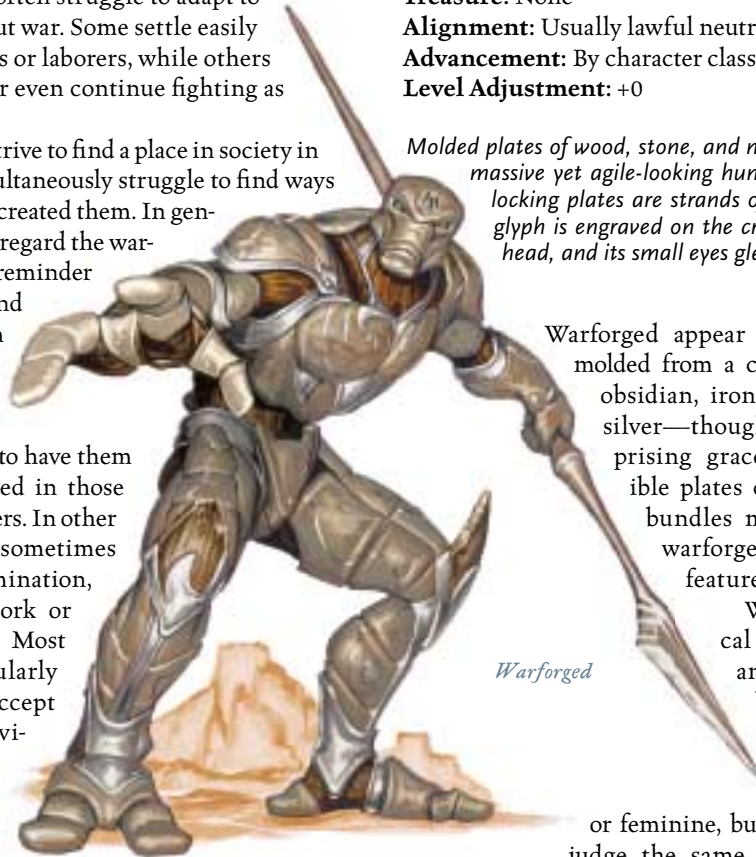 often struggle to adapt to
ut war. Some settle easily
s or laborers, while others
r even continue fighting as
trive to find a place in society in
ultaneously struggle to find ways
created them. In gen-
regard the war-
reminder
nd
to have them
ed in those
ers. In other
sometimes
mination,
ork or
Most
ularly
ccept
vi-
Treasure: None
Alignment: Usually lawful neutr
Advancement: By character class
Level Adjustment: +0
Molded plates of wood, stone, and
massive yet agile-looking hun
locking plates are strands o
glyph is engraved on the cr
head, and its small eyes gle
Warforged appear
molded from a c
obsidian, iron
silver—thoug
prising grac
ible plates
bundles
warforge
feature
W
cal
an
Warforged
or feminine, bu
judge the same